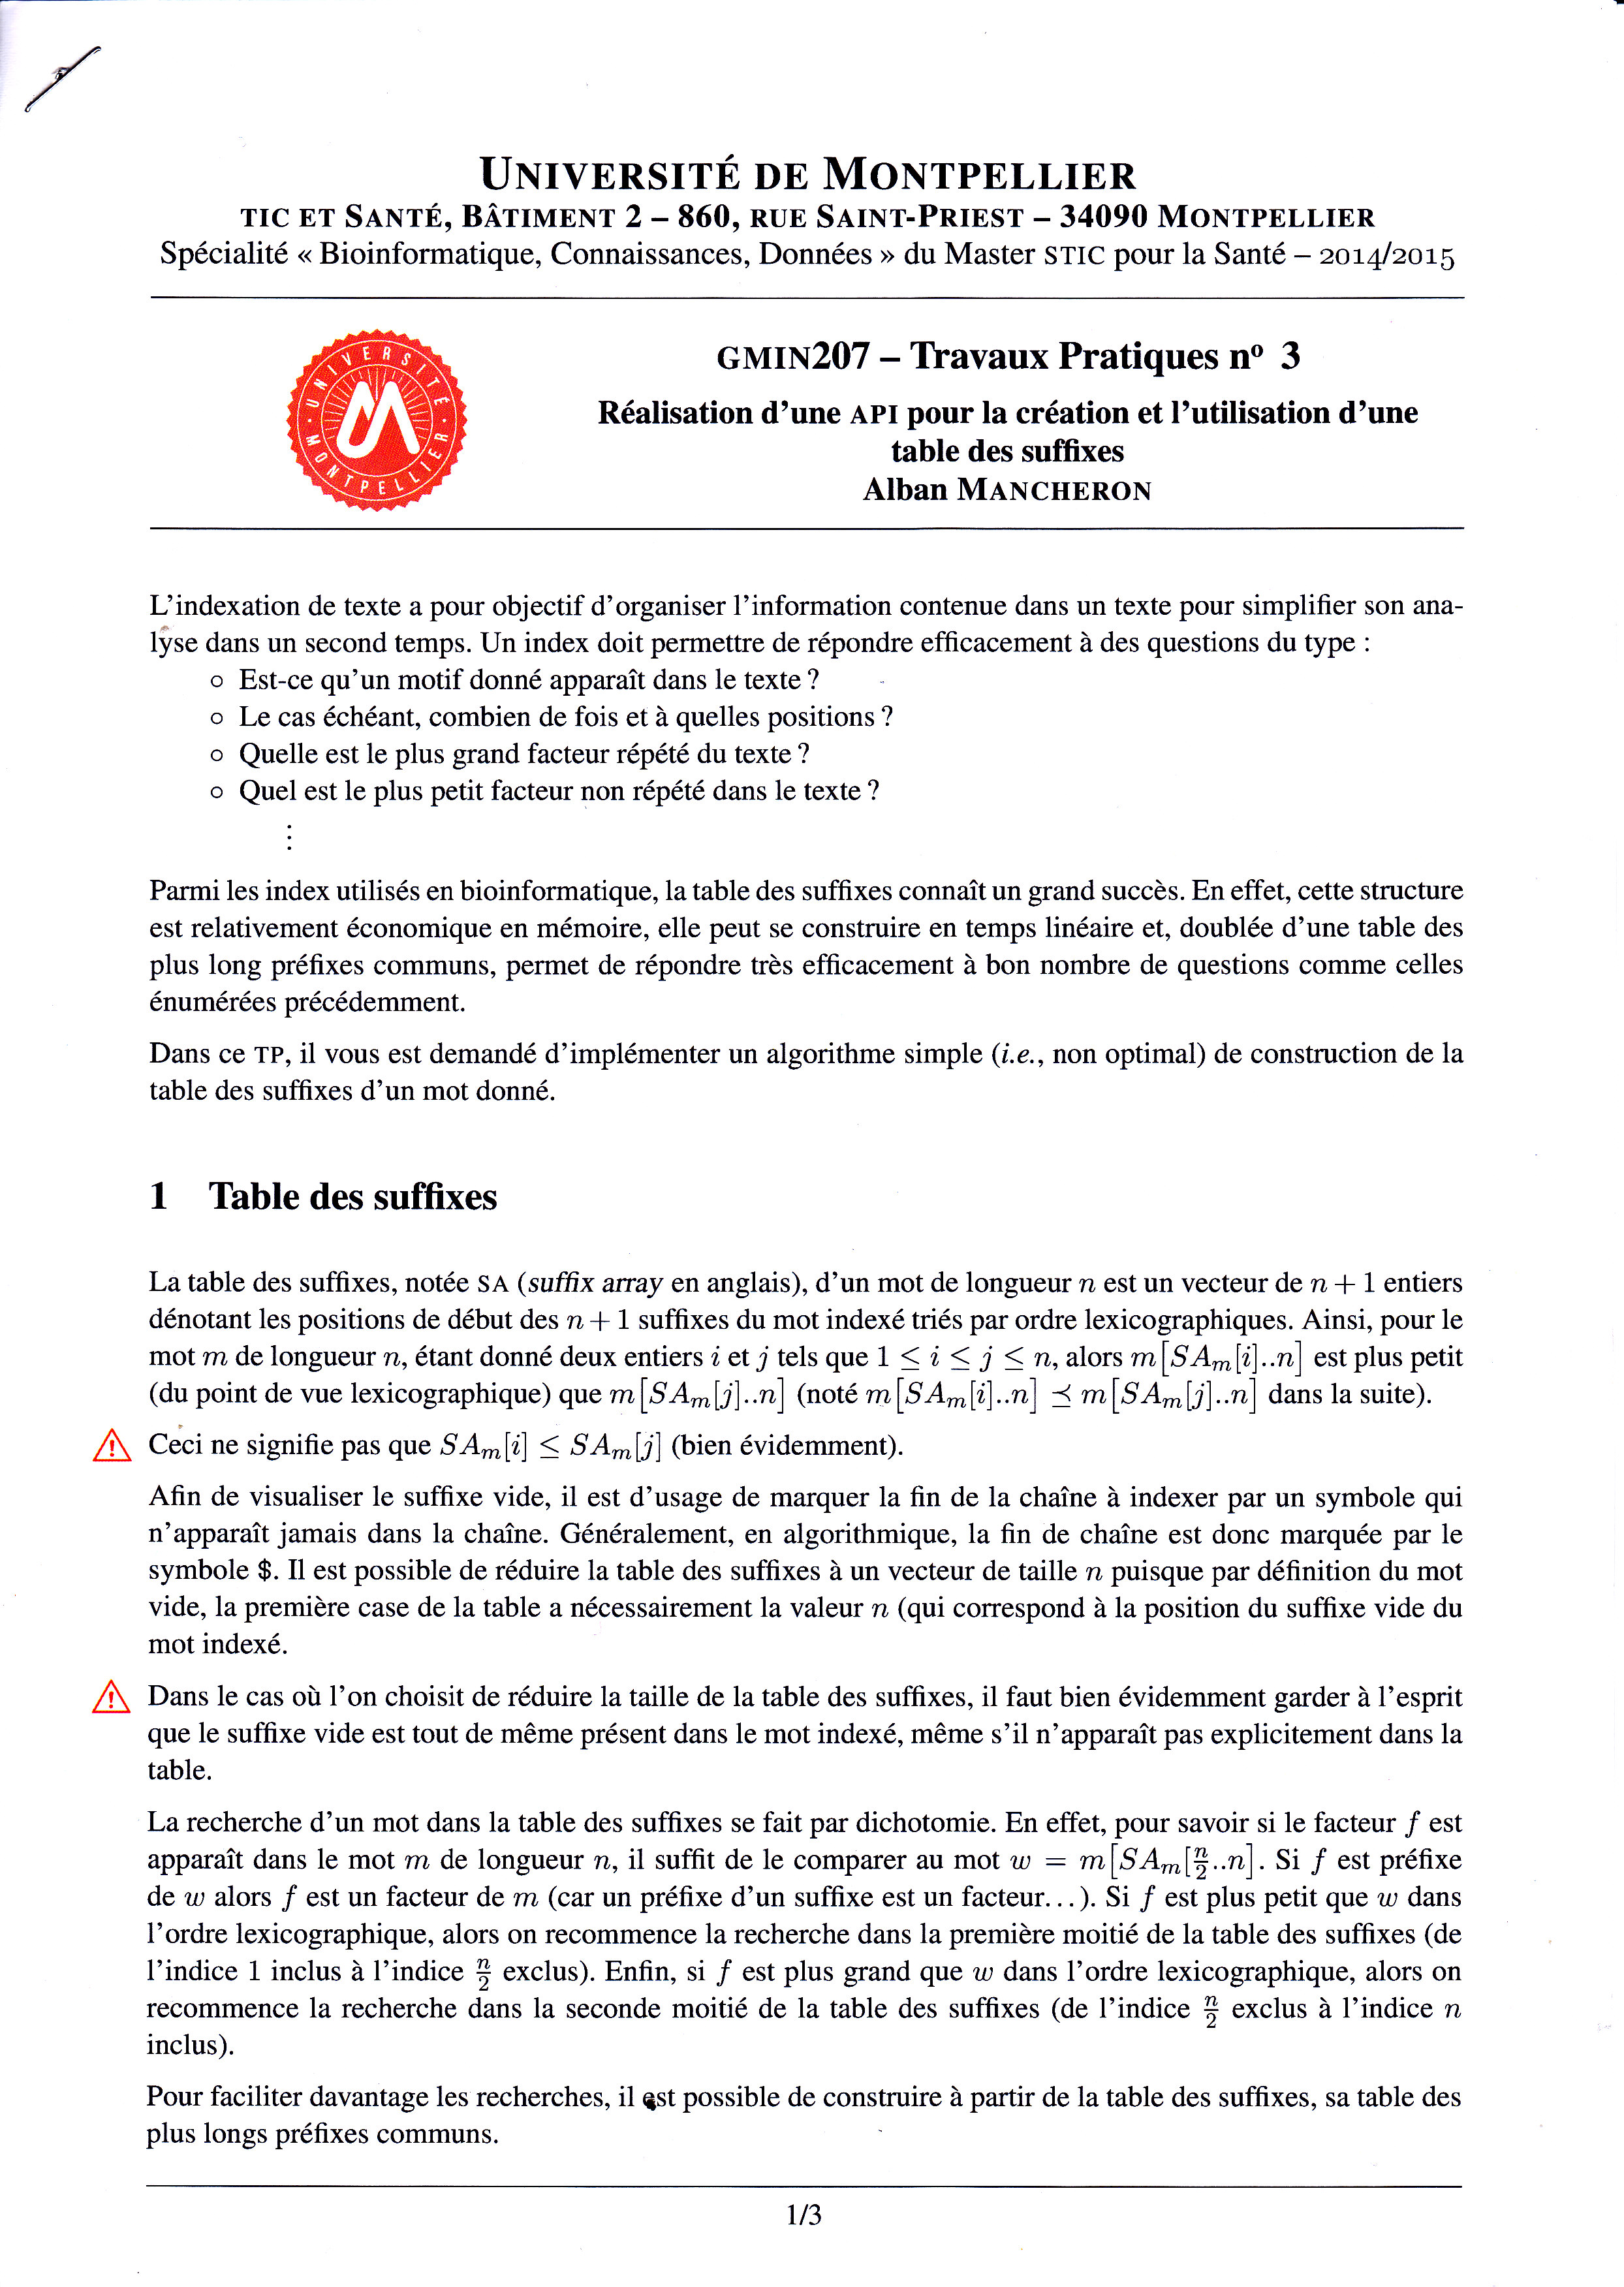 UNIVERSITÉ DE MONTPELLIER
TIC ET SANTÉ, BÂTIMENT 2 – 860, RUE SAINT-PRIEST – 34090 MONTPELLIER
Spécialité « Bioinformatique, Connaissances, Données » du Master STIC pour la Santé – 2014/2015
UNIVERSITÉ · MONTPELLIER ·
GMIN207 – Travaux Pratiques nº 3
Réalisation d'une API pour la création et l'utilisation d'une
table des suffixes
Alban MANCHERON
L'indexation de texte a pour objectif d'organiser l'information contenue dans un texte pour simplifier son ana-
lyse dans un second temps. Un index doit permettre de répondre efficacement à des questions du type :
○ Est-ce qu'un motif donné apparaît dans le texte ?
○ Le cas échéant, combien de fois et à quelles positions ?
○ Quelle est le plus grand facteur répété du texte ?
○ Quel est le plus petit facteur non répété dans le texte ?
⋮
Parmi les index utilisés en bioinformatique, la table des suffixes connaît un grand succès. En effet, cette structure
est relativement économique en mémoire, elle peut se construire en temps linéaire et, doublée d'une table des
plus long préfixes communs, permet de répondre très efficacement à bon nombre de questions comme celles
énumérées précédemment.
Dans ce TP, il vous est demandé d'implémenter un algorithme simple (i.e., non optimal) de construction de la
table des suffixes d'un mot donné.
1 Table des suffixes
La table des suffixes, notée SA (suffix array en anglais), d'un mot de longueur n est un vecteur de n + 1 entiers
dénotant les positions de début des n + 1 suffixes du mot indexé triés par ordre lexicographiques. Ainsi, pour le
mot m de longueur n, étant donné deux entiers i et j tels que 1 ≤ i ≤ j ≤ n, alors m[SAₘ[i]..n] est plus petit
(du point de vue lexicographique) que m[SAₘ[j]..n] (noté m[SAₘ[i]..n] ⪯ m[SAₘ[j]..n] dans la suite).
⚠ Ceci ne signifie pas que SAₘ[i] ≤ SAₘ[j] (bien évidemment).
Afin de visualiser le suffixe vide, il est d'usage de marquer la fin de la chaîne à indexer par un symbole qui
n'apparaît jamais dans la chaîne. Généralement, en algorithmique, la fin de chaîne est donc marquée par le
symbole $. Il est possible de réduire la table des suffixes à un vecteur de taille n puisque par définition du mot
vide, la première case de la table a nécessairement la valeur n (qui correspond à la position du suffixe vide du
mot indexé.
⚠ Dans le cas où l'on choisit de réduire la taille de la table des suffixes, il faut bien évidemment garder à l'esprit
que le suffixe vide est tout de même présent dans le mot indexé, même s'il n'apparaît pas explicitement dans la
table.
La recherche d'un mot dans la table des suffixes se fait par dichotomie. En effet, pour savoir si le facteur f est
apparaît dans le mot m de longueur n, il suffit de le comparer au mot w = m[SAₘ[n/2..n]. Si f est préfixe
de w alors f est un facteur de m (car un préfixe d'un suffixe est un facteur...). Si f est plus petit que w dans
l'ordre lexicographique, alors on recommence la recherche dans la première moitié de la table des suffixes (de
l'indice 1 inclus à l'indice n/2 exclus). Enfin, si f est plus grand que w dans l'ordre lexicographique, alors on
recommence la recherche dans la seconde moitié de la table des suffixes (de l'indice n/2 exclus à l'indice n
inclus).
Pour faciliter davantage les recherches, il est possible de construire à partir de la table des suffixes, sa table des
plus longs préfixes communs.
1/3